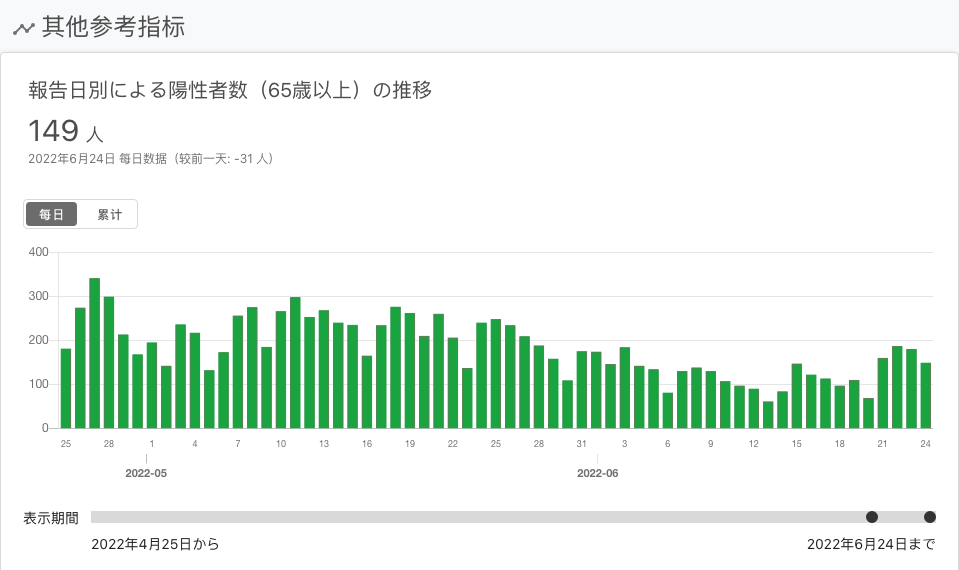 其他参考指标
報告日別による陽性者数（65歳以上）の推移
149 人
2022年6月24日 每日数据（较前一天: -31 人）
每日 累计
400
300
200
100
0
25 28 1 4 7 10 13 16 19 22 25 28 31 3 6 9 12 15 18 21 24
2022-05 2022-06
表示期間
2022年4月25日から 2022年6月24日まで